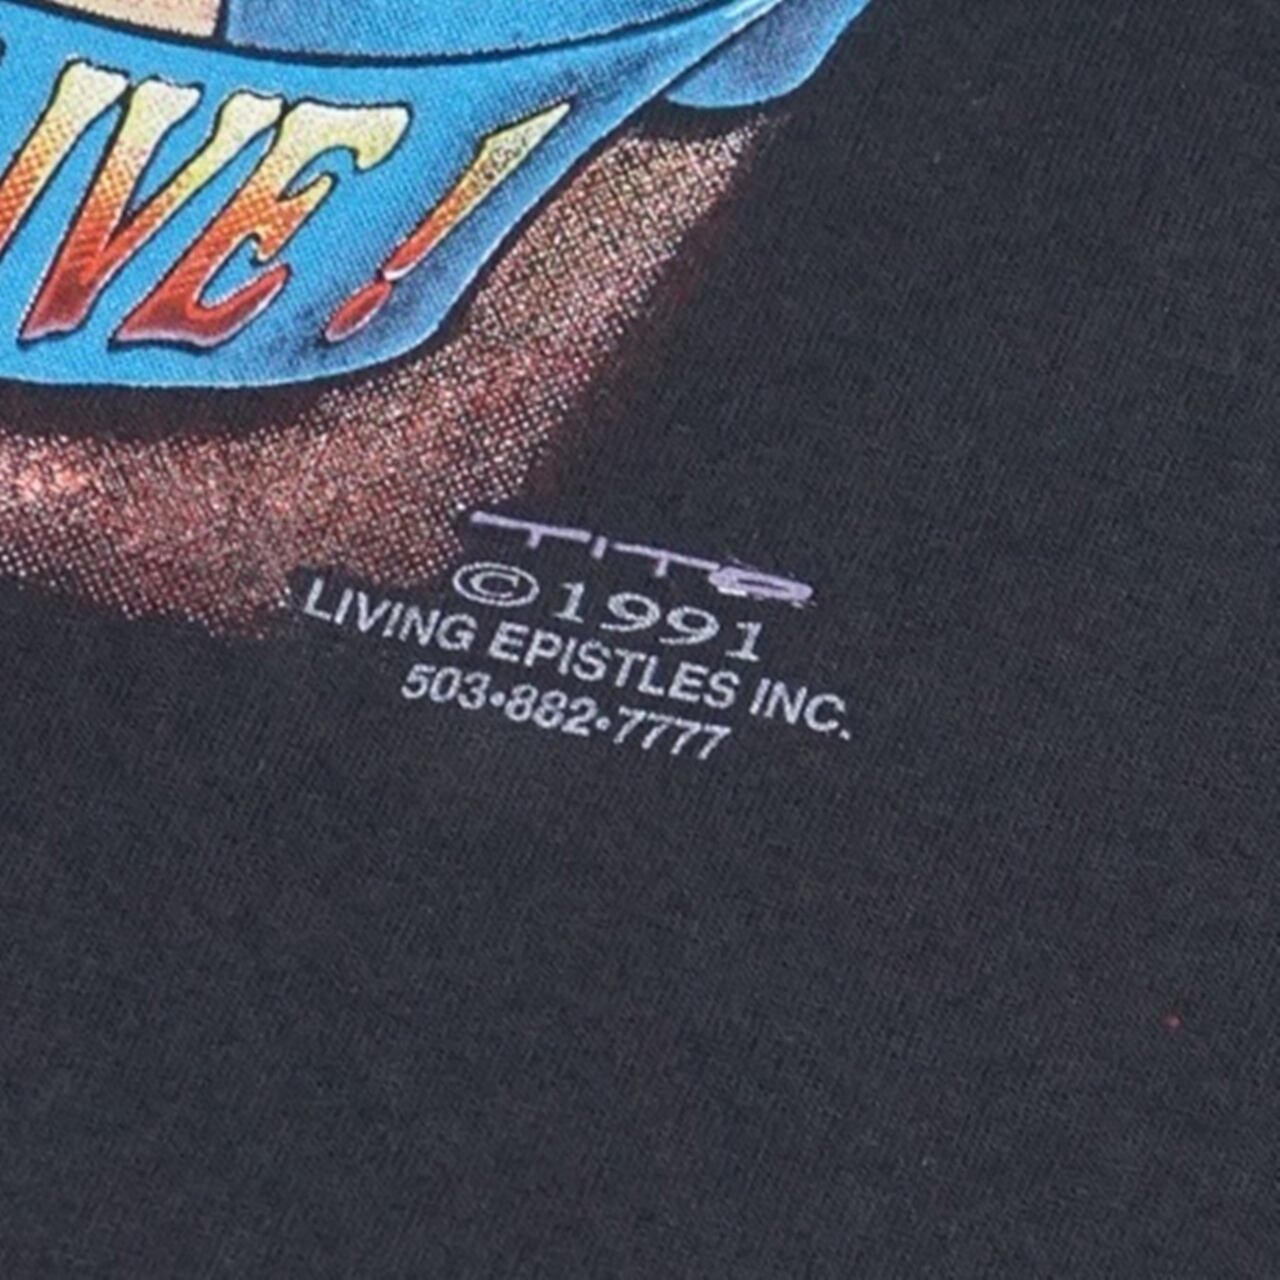 IVE!
TITO
©1991
LIVING EPISTLES INC.
503•882•7777